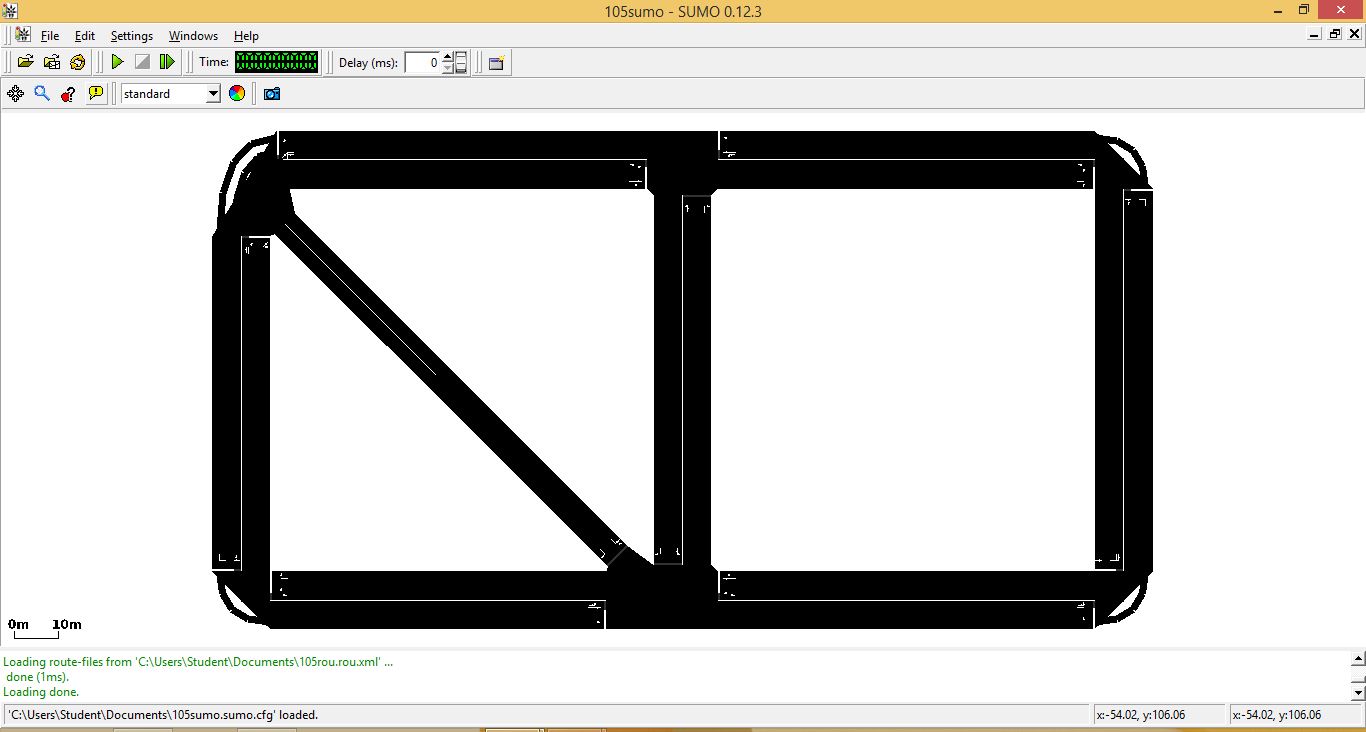 105sumo - SUMO 0.12.3
File Edit Settings Windows Help
Time: Delay (ms): 0
standard
0m 10m
Loading route-files from 'C:\Users\Student\Documents\105rou.rou.xml' ...
done (1ms).
Loading done.
'C:\Users\Student\Documents\105sumo.sumo.cfg' loaded. x:-54.02, y:106.06 x:-54.02, y:106.06